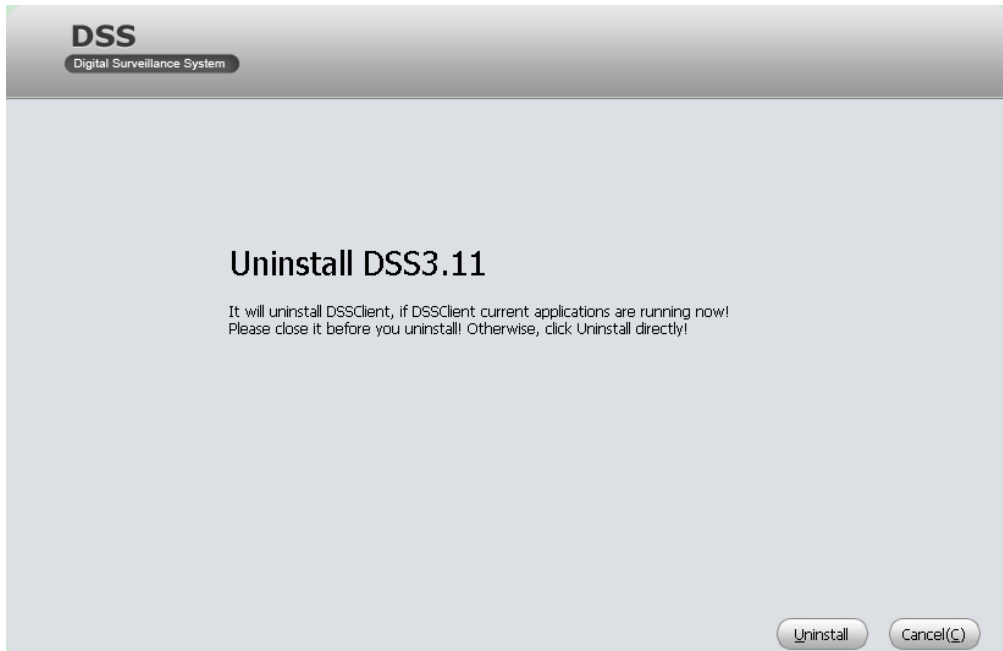 DSS
Digital Surveillance System
Uninstall DSS3.11
It will uninstall DSSClient, if DSSClient current applications are running now!
Please close it before you uninstall! Otherwise, click Uninstall directly!
Uninstall
Cancel(C)